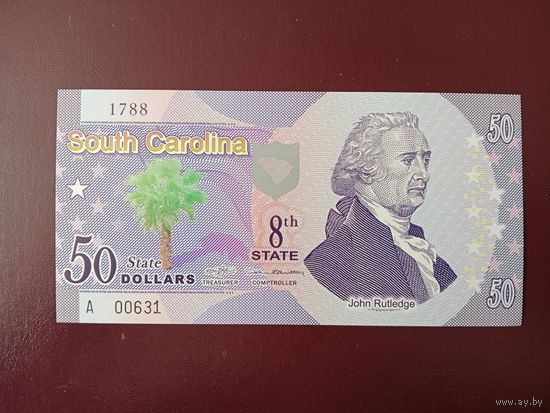 1788
South Carolina
50
8th
STATE
50 State
DOLLARS
TREASURER COMPTROLLER
A 00631
John Rutledge
50
www.ay.by